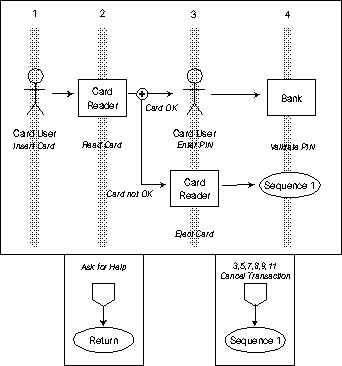 1 2 3 4
Card
Reader
Bank
Card OK
Card User
Insert Card
Read Card
Card User
Enter PIN
Validate PIN
Card
Reader
Sequence 1
Card not OK
Eject Card
Ask for Help
Return
3,5,7,8,9,11
Cancel Transaction
Sequence 1